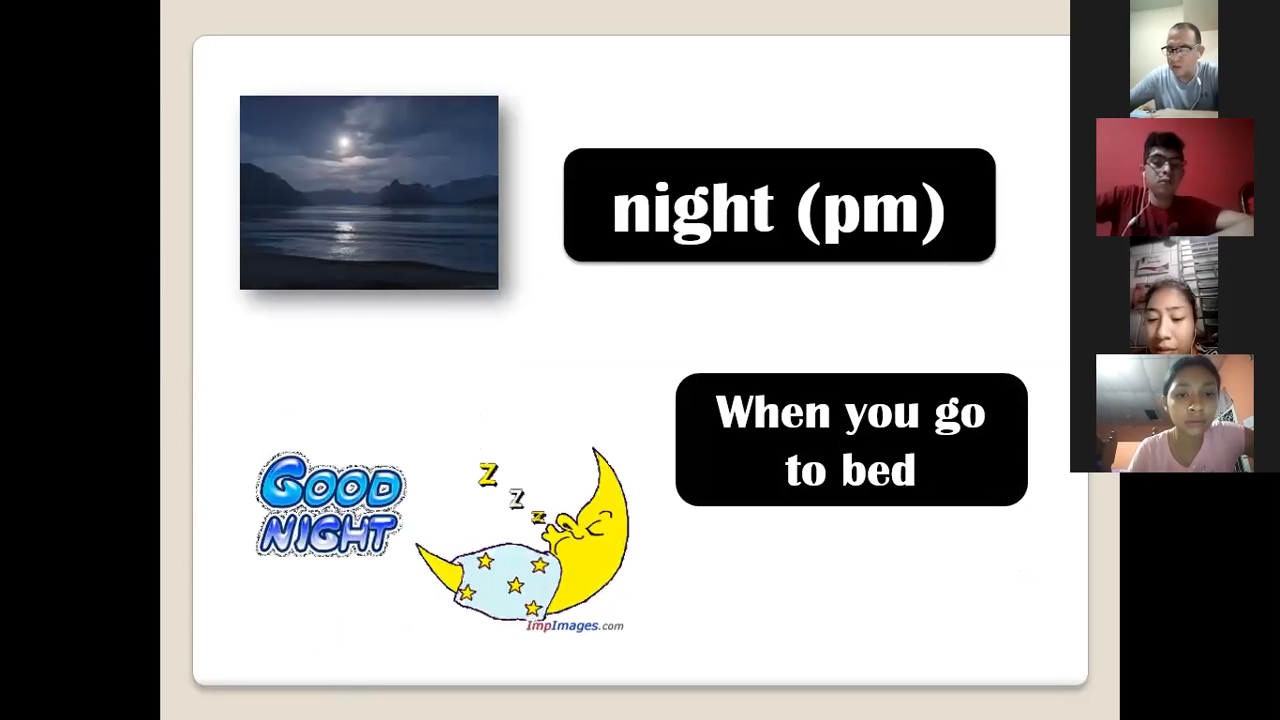 night (pm)
When you go
to bed
GOOD
NIGHT
Z
Z
Z
ImpImages.com